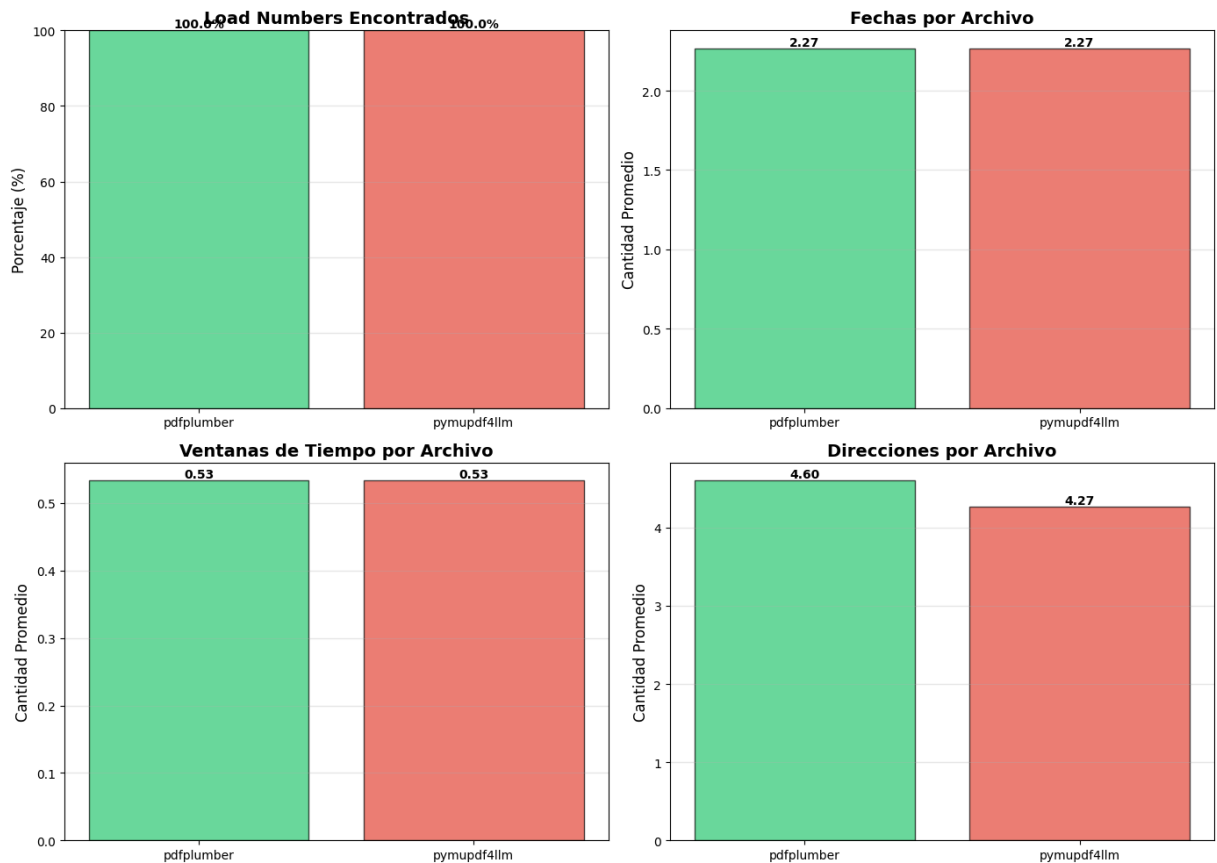 Load Numbers Encontrados
100.0%
100.0%
Porcentaje (%)
100
80
60
40
20
0
pdfplumber
pymupdf4llm
Fechas por Archivo
2.27
2.27
Cantidad Promedio
2.0
1.5
1.0
0.5
0.0
pdfplumber
pymupdf4llm
Ventanas de Tiempo por Archivo
0.53
0.53
Cantidad Promedio
0.5
0.4
0.3
0.2
0.1
0.0
pdfplumber
pymupdf4llm
Direcciones por Archivo
4.60
4.27
Cantidad Promedio
4
3
2
1
0
pdfplumber
pymupdf4llm